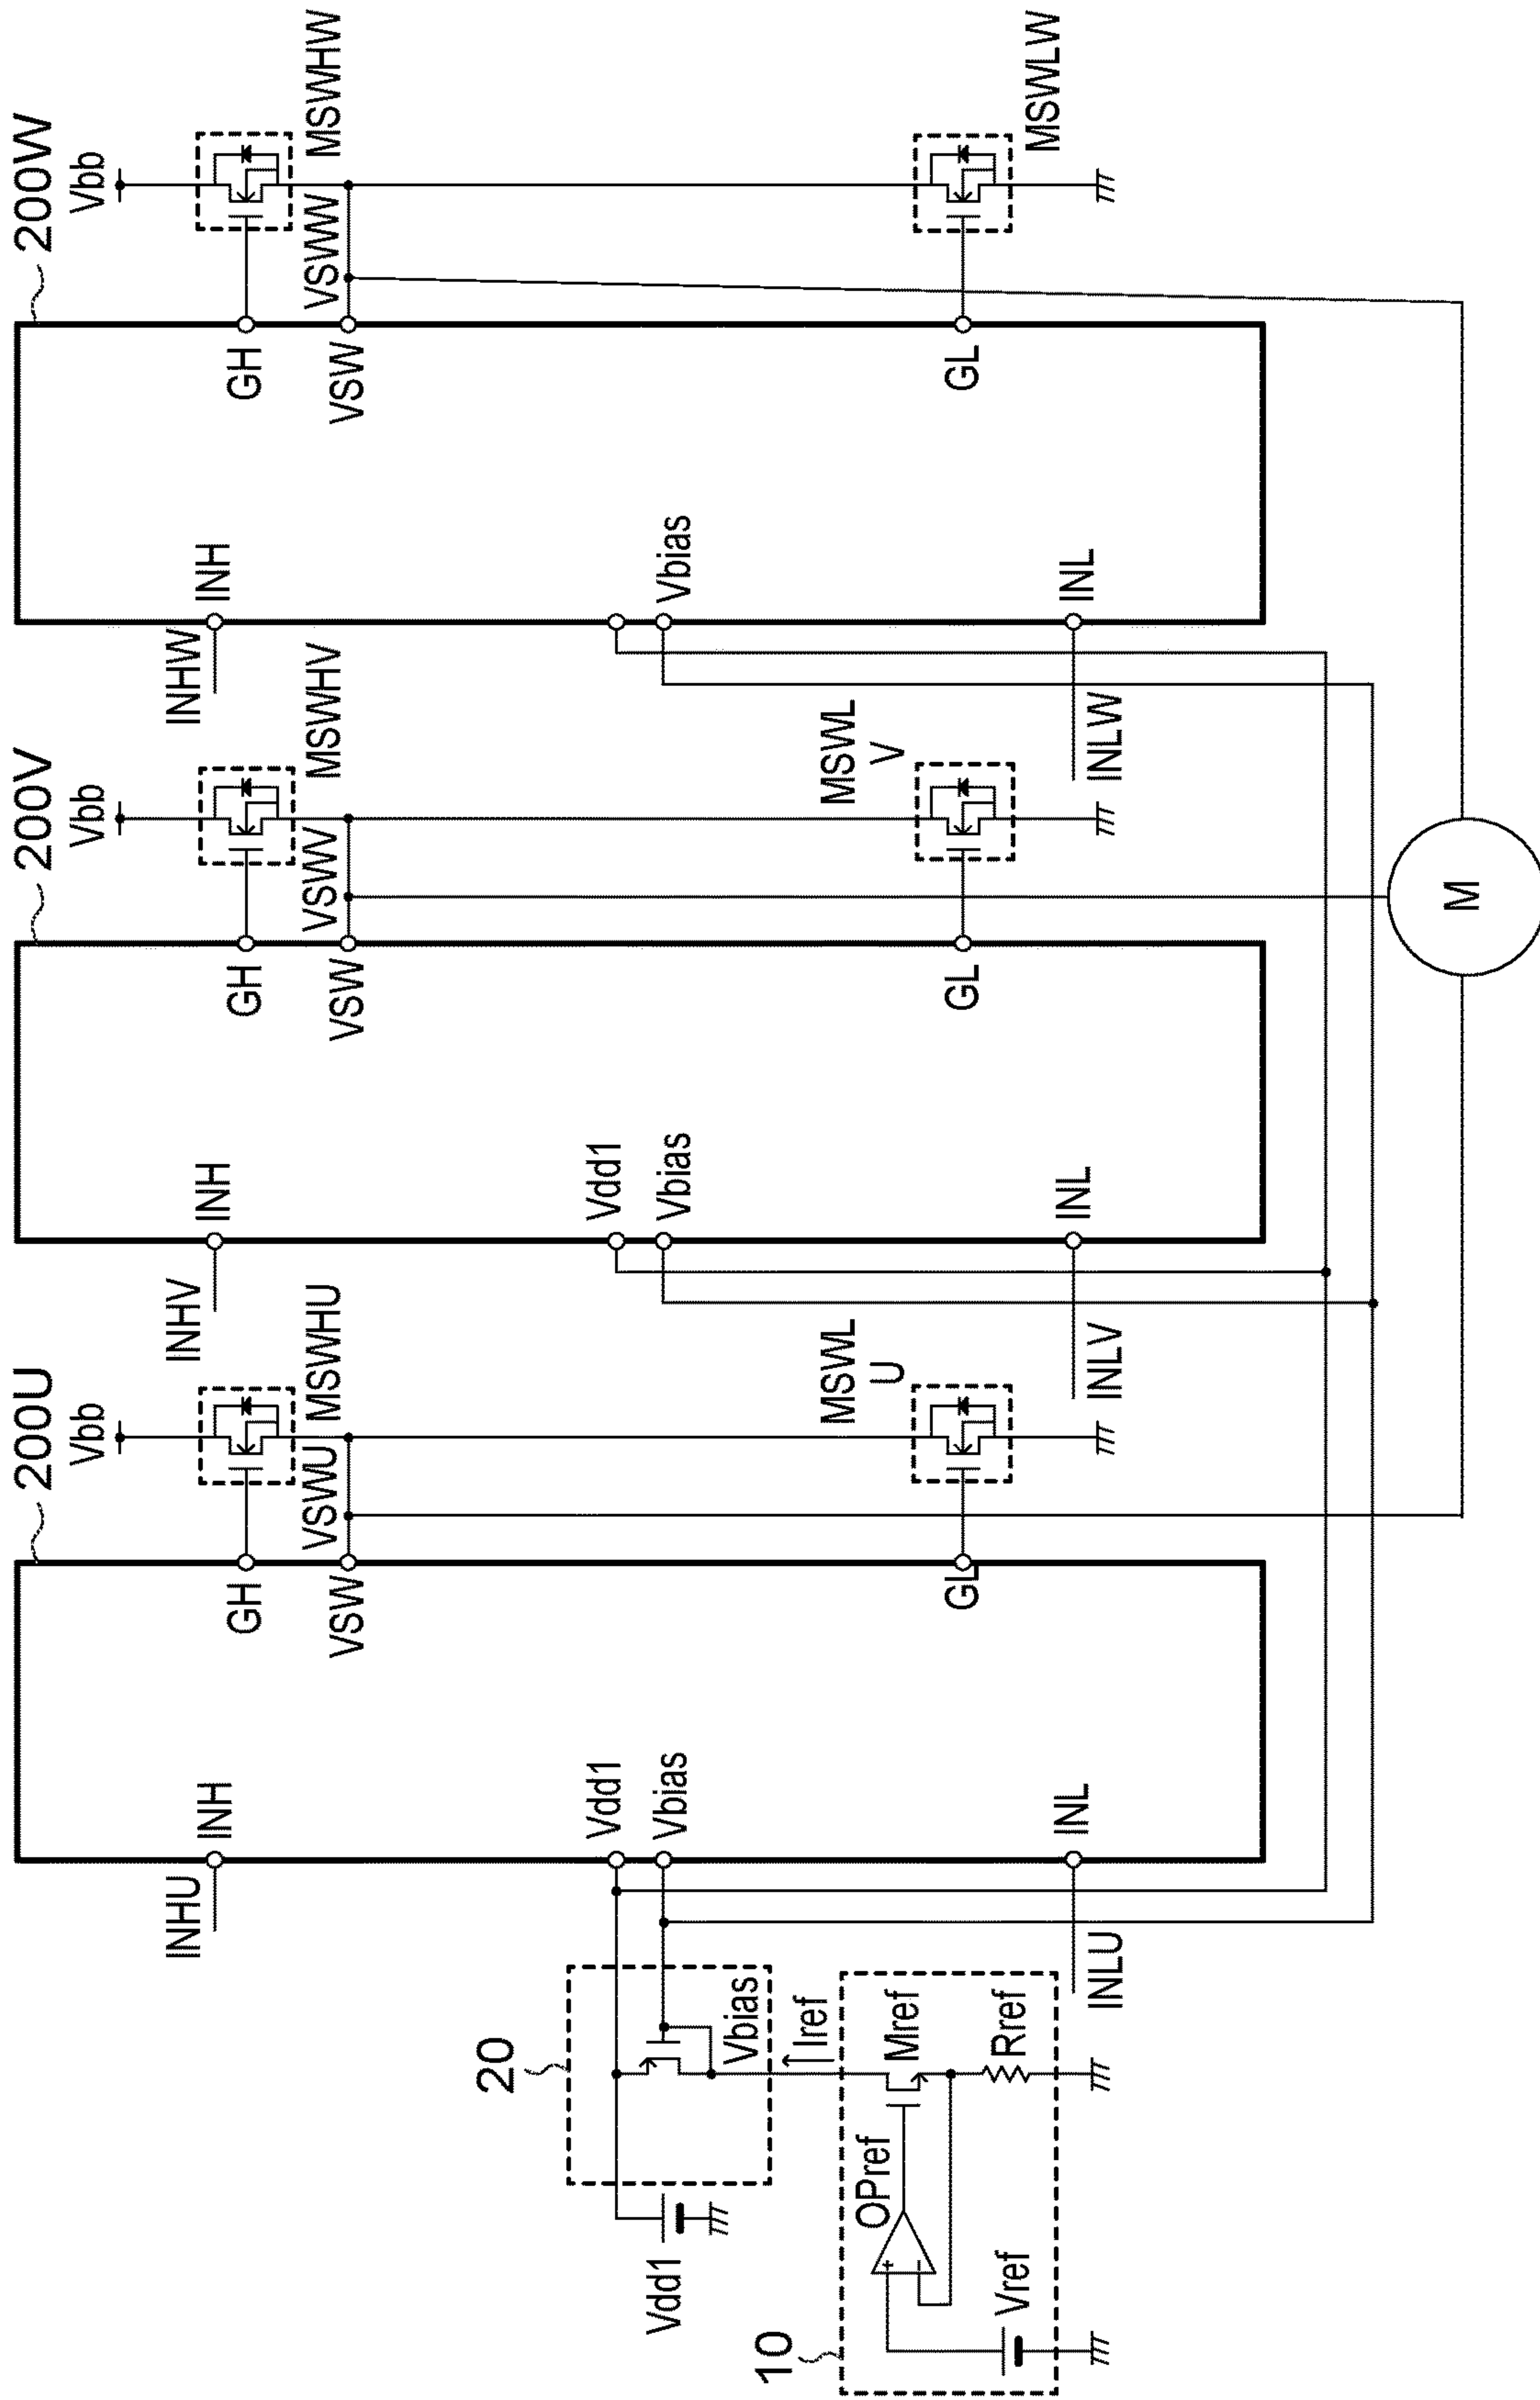 200U
Vbb
INHU
INH
GH
MSWHU
VSWU
VSW
Vdd1
Vbias
MSWL
U
GL
INL
INLU
20
Vbias
Vdd1
Iref
10
OPref
Mref
Rref
Vref
+
−
200V
Vbb
INHV
INH
GH
MSWHV
VSWV
VSW
Vdd1
Vbias
MSWL
V
GL
INL
INLV
200W
Vbb
INHW
INH
GH
MSWHW
VSWW
VSW
Vbias
GL
MSWLW
INL
INLW
M